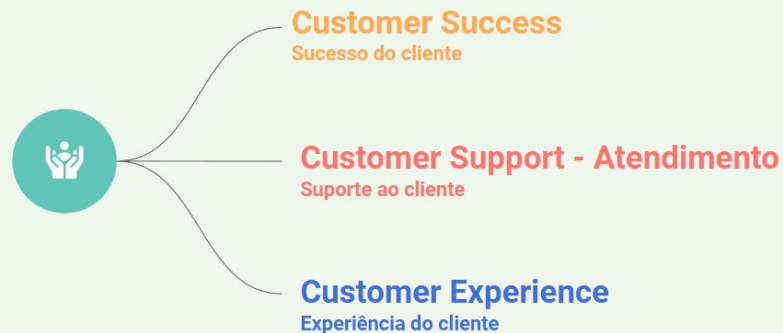 Customer Success
Sucesso do cliente
Customer Support - Atendimento
Suporte ao cliente
Customer Experience
Experiência do cliente